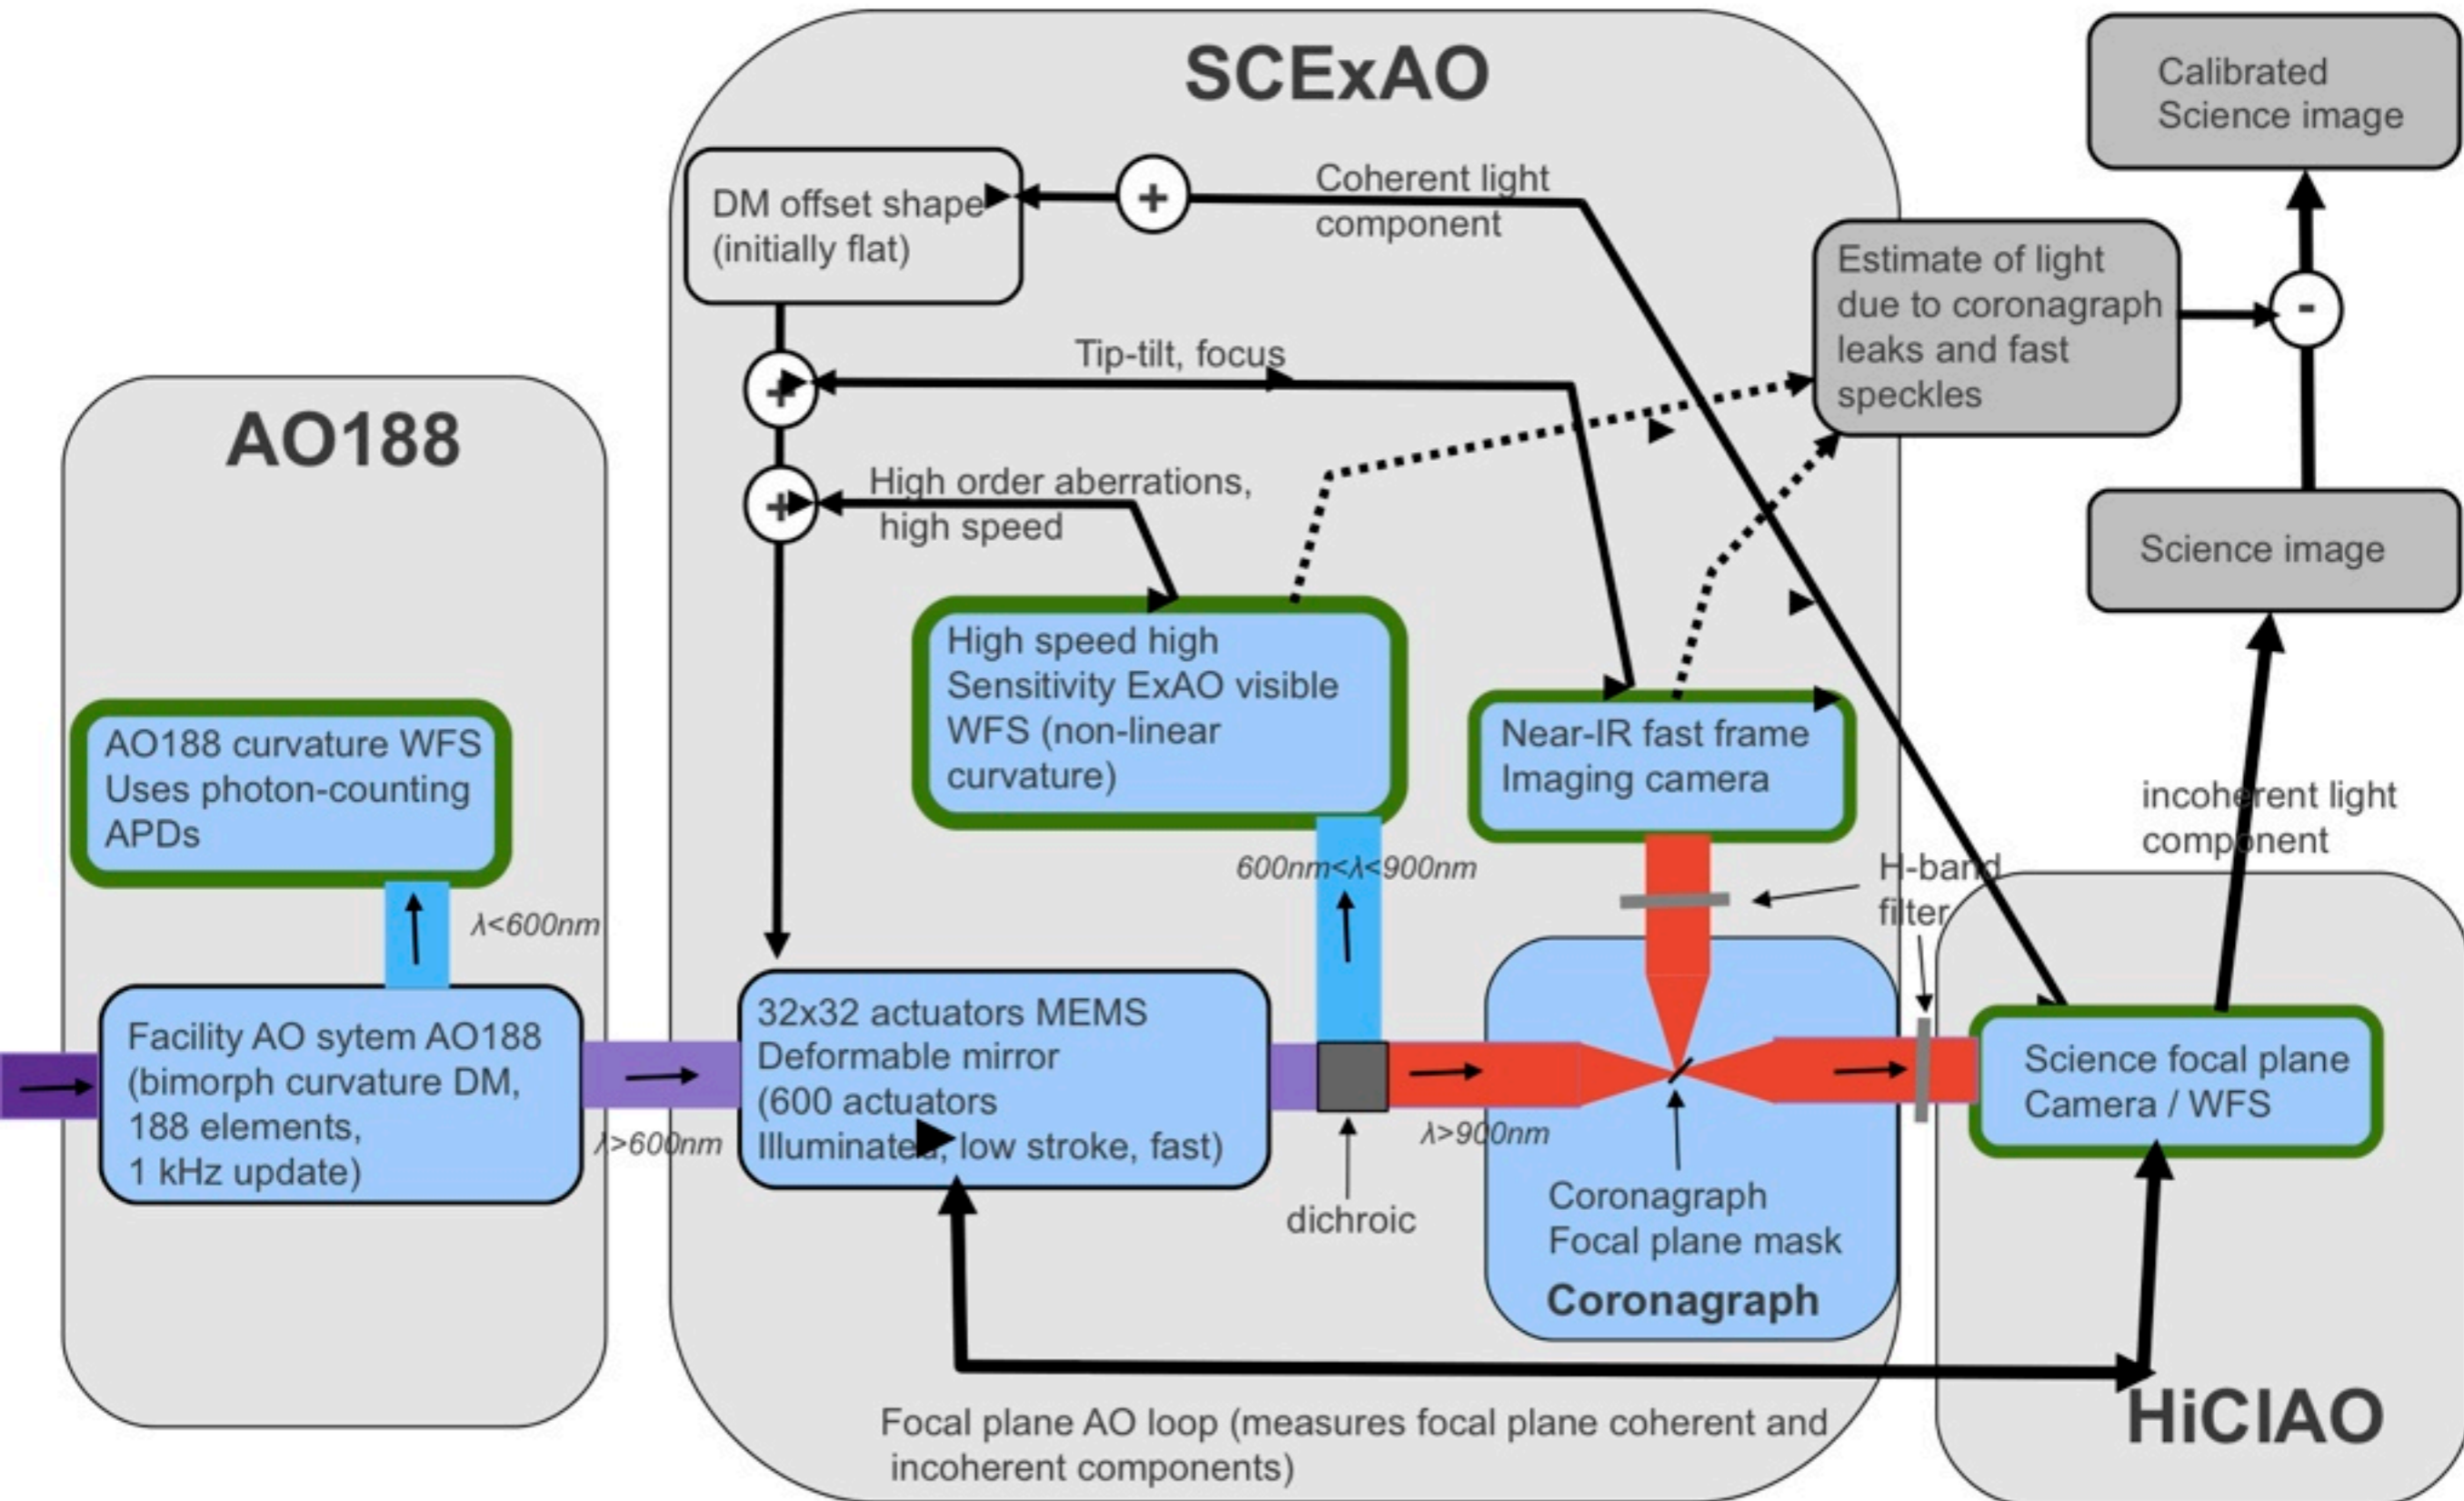 SCExAO
Calibrated
Science image
DM offset shape
(initially flat)
+
Coherent light
component
Estimate of light
due to coronagraph
leaks and fast
speckles
-
Tip-tilt, focus
+
AO188
High order aberrations,
high speed
+
Science image
High speed high
Sensitivity ExAO visible
WFS (non-linear
curvature)
Near-IR fast frame
Imaging camera
AO188 curvature WFS
Uses photon-counting
APDs
incoherent light
component
600nm<λ<900nm
H-band
filter
λ<600nm
Facility AO sytem AO188
(bimorph curvature DM,
188 elements,
1 kHz update)
λ>600nm
32x32 actuators MEMS
Deformable mirror
(600 actuators
Illuminated, low stroke, fast)
λ>900nm
dichroic
Coronagraph
Focal plane mask
Coronagraph
Science focal plane
Camera / WFS
HiCIAO
Focal plane AO loop (measures focal plane coherent and
incoherent components)